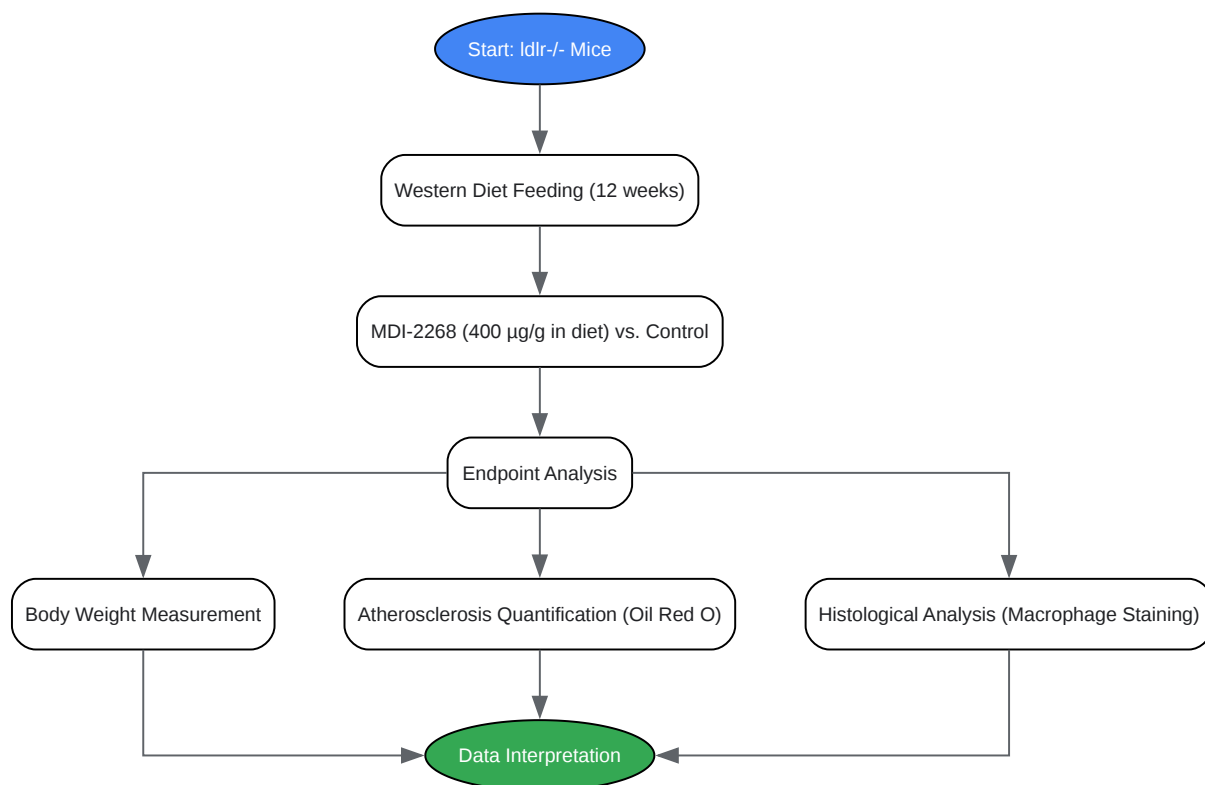 Start: ldlr-/- Mice
Western Diet Feeding (12 weeks)
MDI-2268 (400 µg/g in diet) vs. Control
Endpoint Analysis
Body Weight Measurement
Atherosclerosis Quantification (Oil Red O)
Histological Analysis (Macrophage Staining)
Data Interpretation